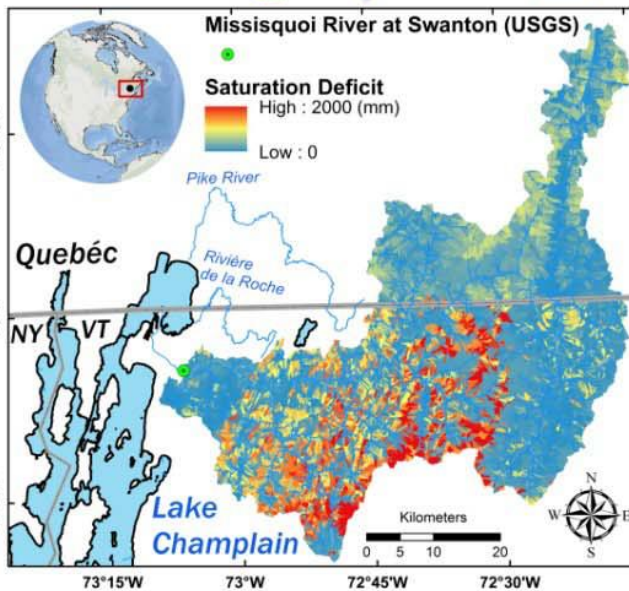 Missisquoi River at Swanton (USGS)
Saturation Deficit
High : 2000 (mm)
Low : 0
Pike River
Quebéc
Rivière
de la Roche
NY
VT
Lake
Champlain
Kilometers
0 5 10 20
N
W E
S
73°15'W 73°W 72°45'W 72°30'W